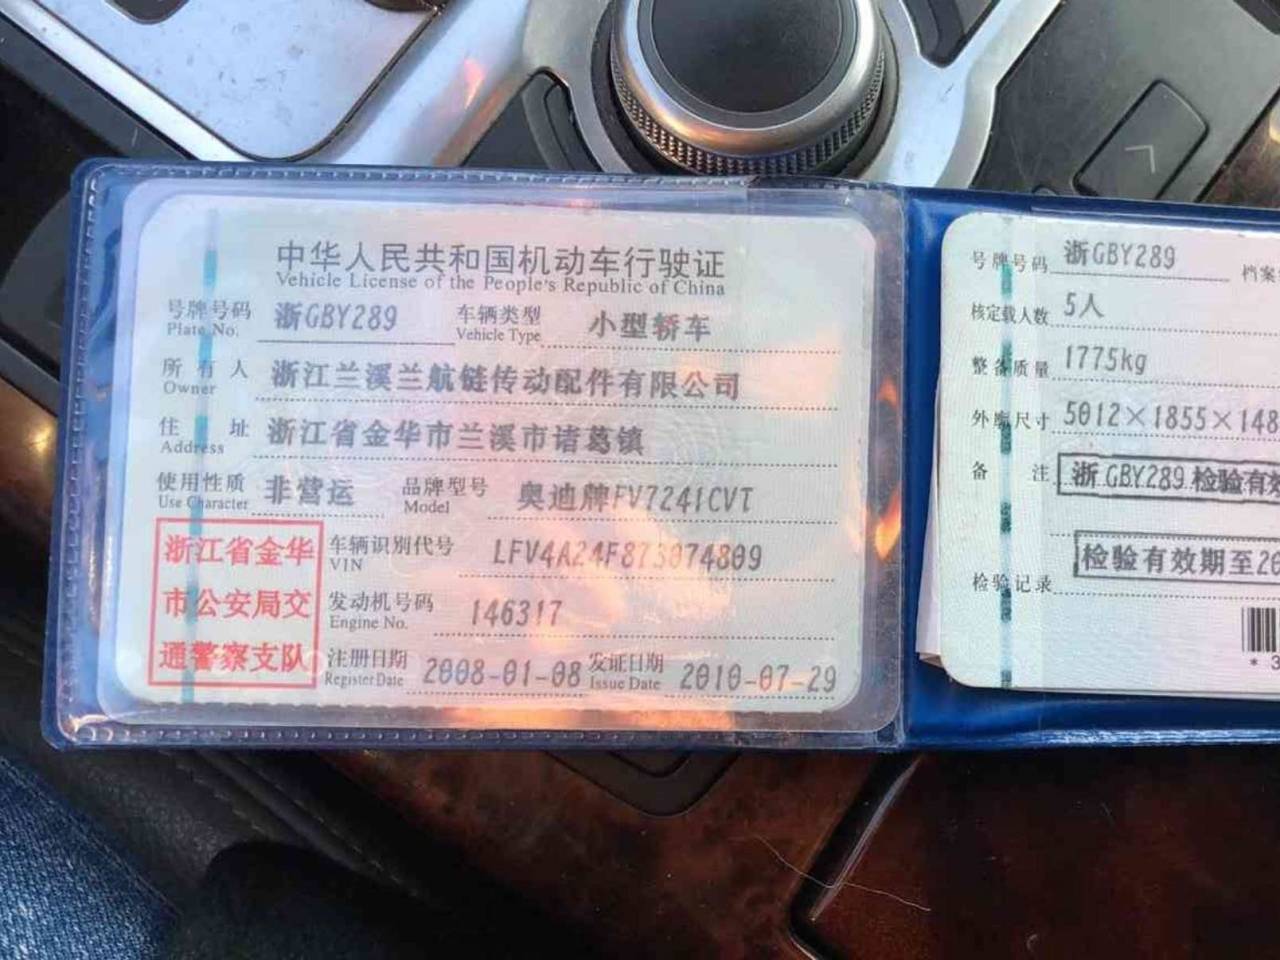 中华人民共和国机动车行驶证
Vehicle License of the People's Republic of China
号牌号码 浙GBY289 车辆类型 小型轿车
Plate No. Vehicle Type
所有人 浙江兰溪兰航链传动配件有限公司
Owner
住址 浙江省金华市兰溪市诸葛镇
Address
使用性质 非营运 品牌型号 奥迪牌FV7241CVT
Use Character Model
浙江省金华
市公安局交
通警察支队
车辆识别代号 LFV4A24F873074809
VIN
发动机号码 146317
Engine No.
注册日期 2008-01-08 发证日期 2010-07-29
Register Date Issue Date
号牌号码 浙GBY289 档案
核定载人数 5人
整备质量 1775kg
外廓尺寸 5012×1855×148
备注 浙GBY289 检验有效
检验有效期至20
检验记录
* 3